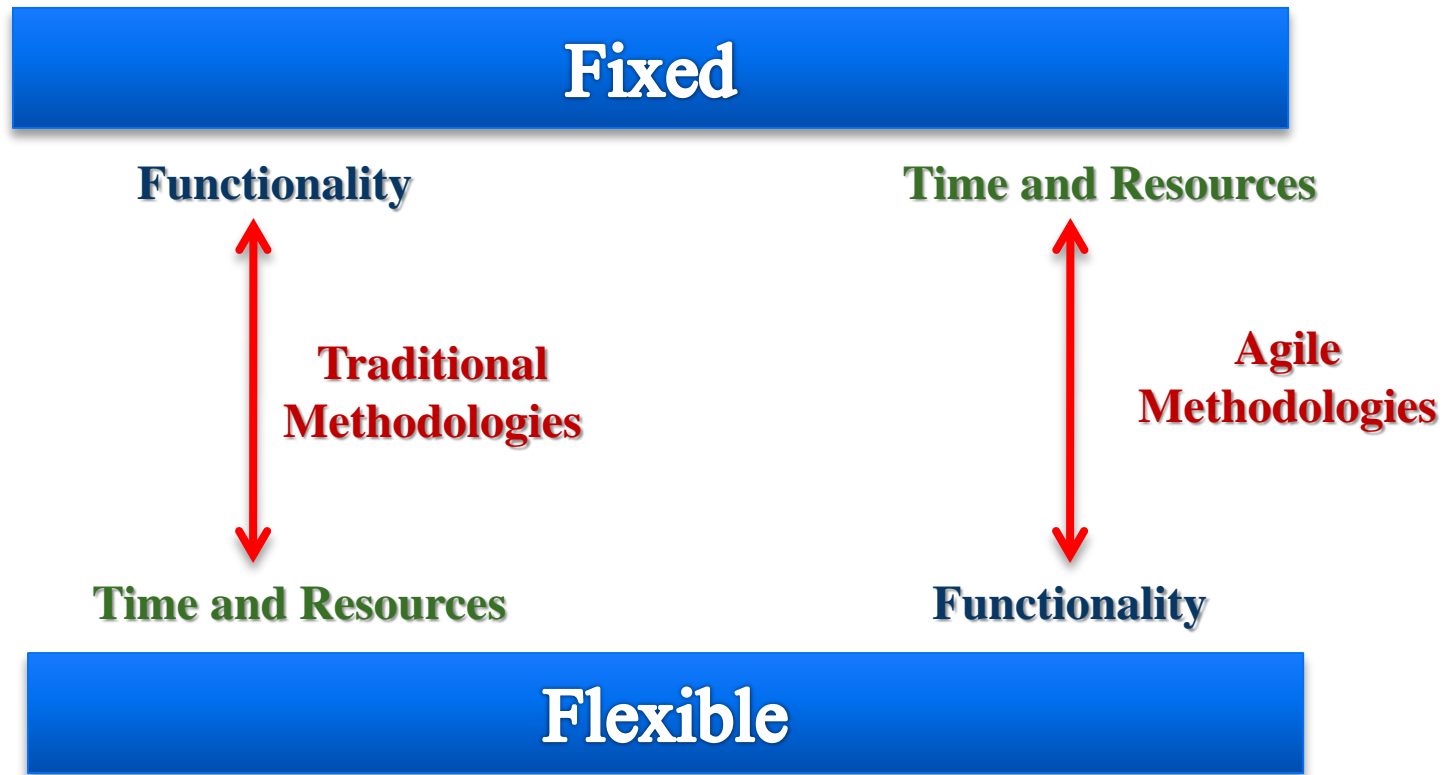 Fixed
Functionality
Time and Resources
Traditional
Methodologies
Agile
Methodologies
Time and Resources
Functionality
Flexible